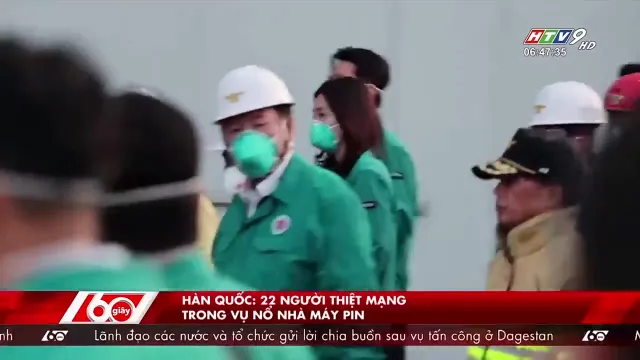 HTV9 HD
06:47:35
HÀN QUỐC: 22 NGƯỜI THIỆT MẠNG
TRONG VỤ NỔ NHÀ MÁY PIN
60 giây
Lãnh đạo các nước và tổ chức gửi lời chia buồn sau vụ tấn công ở Dagestan